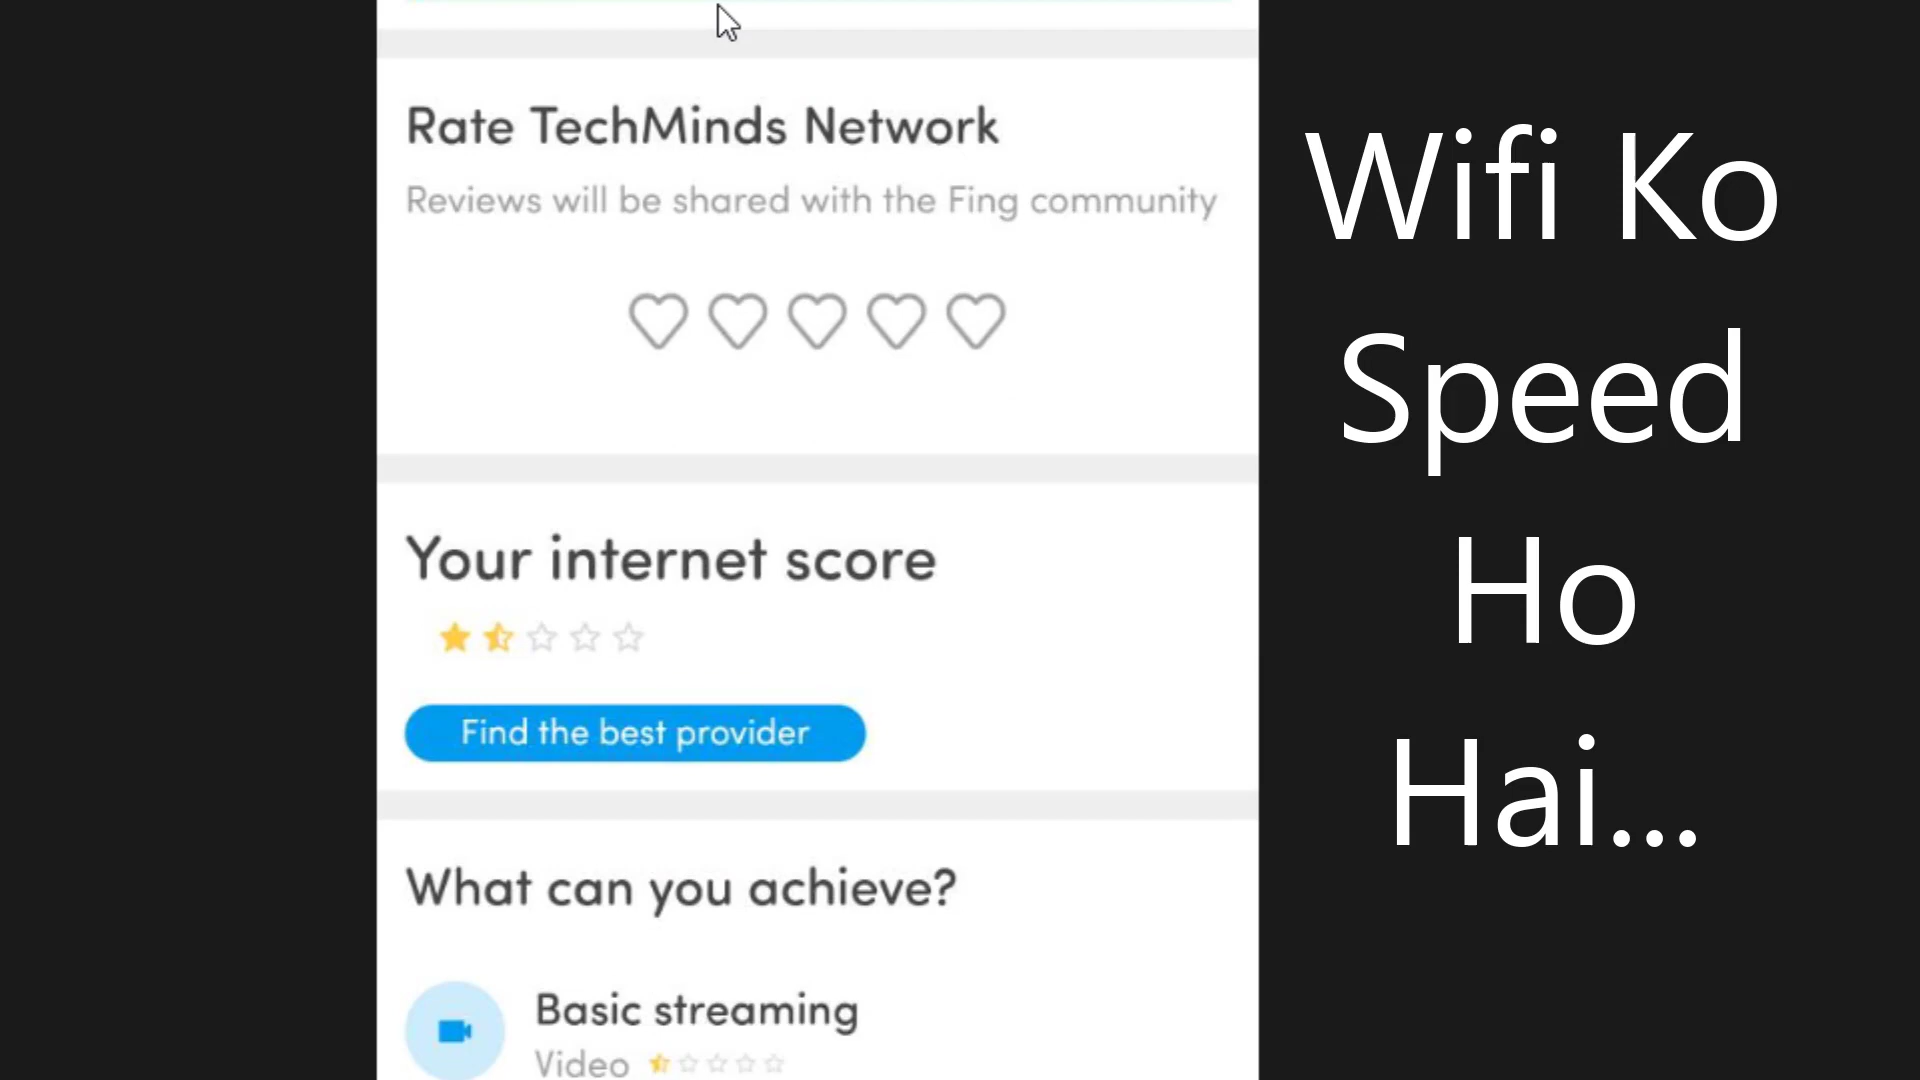 Rate TechMinds Network
Reviews will be shared with the Fing community
Your internet score
Find the best provider
What can you achieve?
Basic streaming
Video
Wifi Ko
Speed
Ho
Hai...